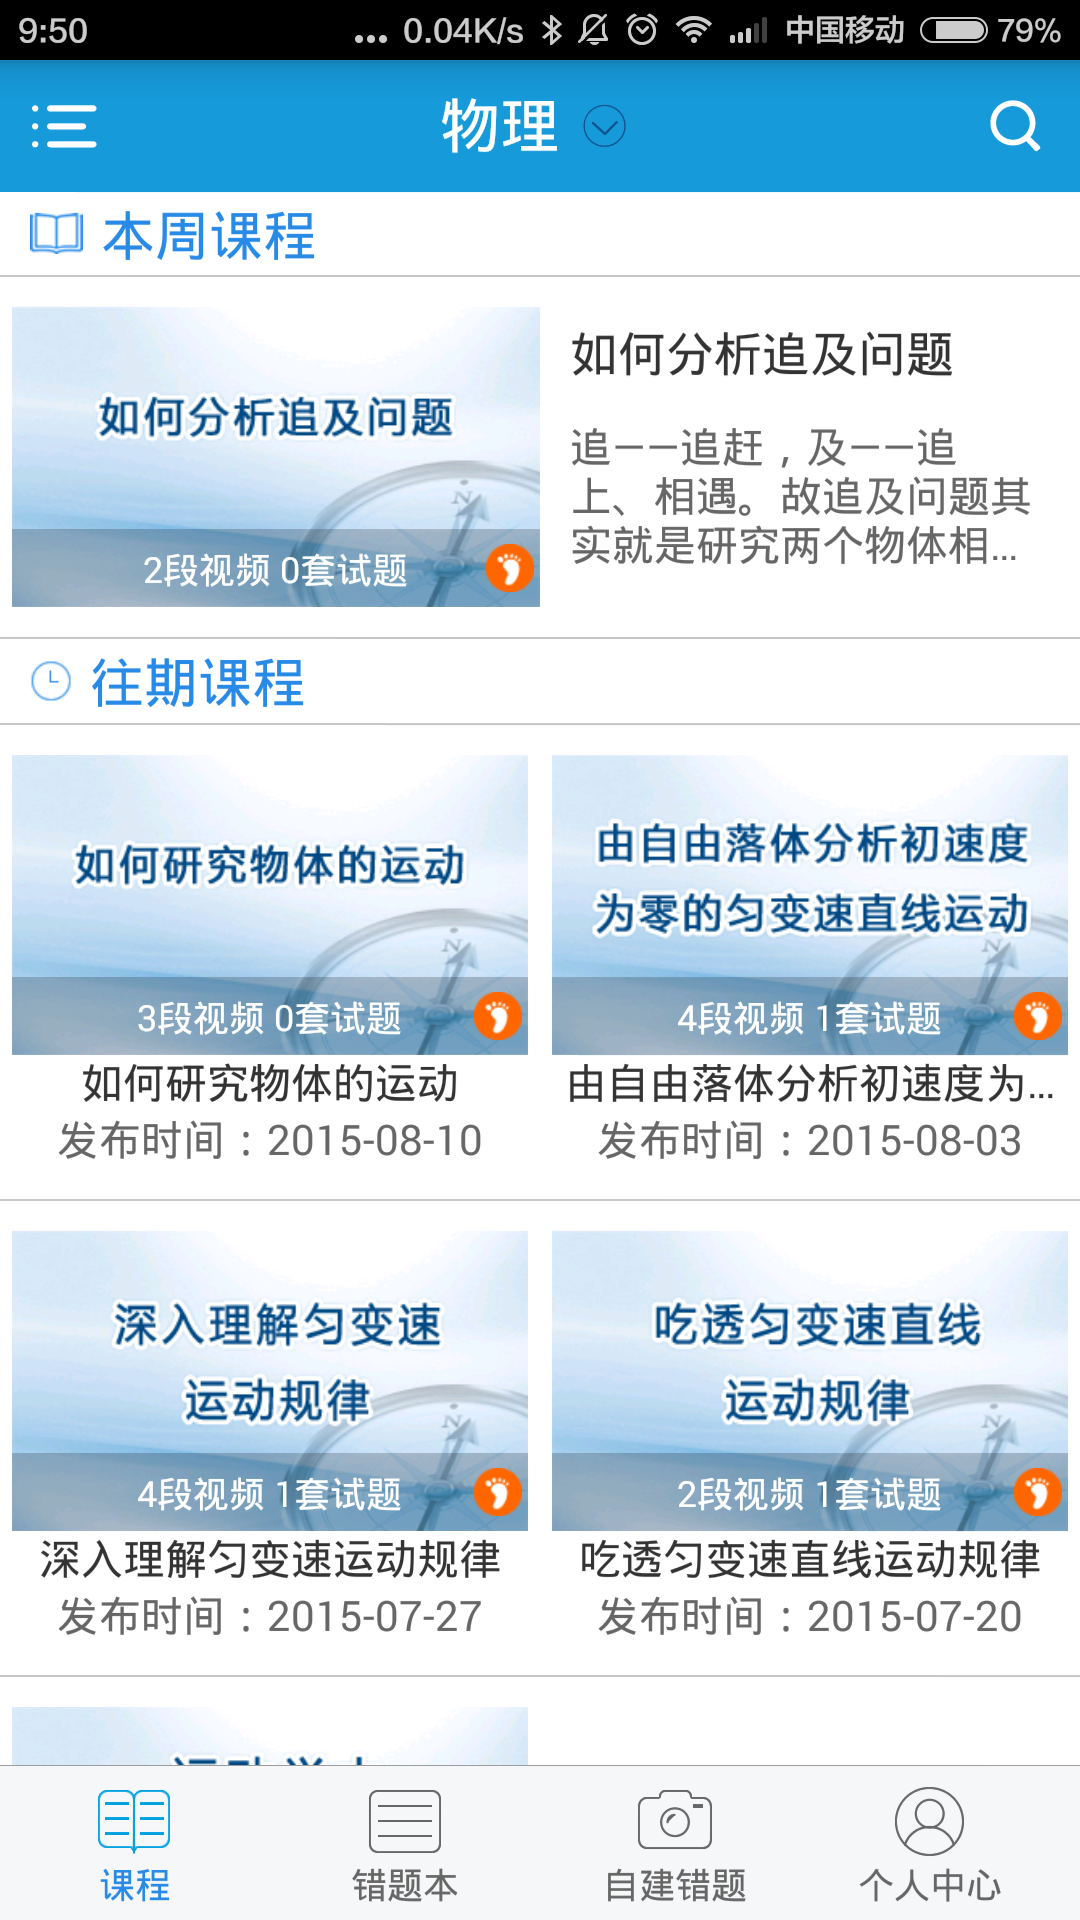 9:50
... 0.04K/s 中国移动 79%
物理
本周课程
如何分析追及问题
2段视频 0套试题
如何分析追及问题
追——追赶，及——追
上、相遇。故追及问题其
实就是研究两个物体相...
往期课程
如何研究物体的运动
3段视频 0套试题
如何研究物体的运动
发布时间：2015-08-10
由自由落体分析初速度
为零的匀变速直线运动
4段视频 1套试题
由自由落体分析初速度为...
发布时间：2015-08-03
深入理解匀变速
运动规律
4段视频 1套试题
深入理解匀变速运动规律
发布时间：2015-07-27
吃透匀变速直线
运动规律
2段视频 1套试题
吃透匀变速直线运动规律
发布时间：2015-07-20
课程
错题本
自建错题
个人中心